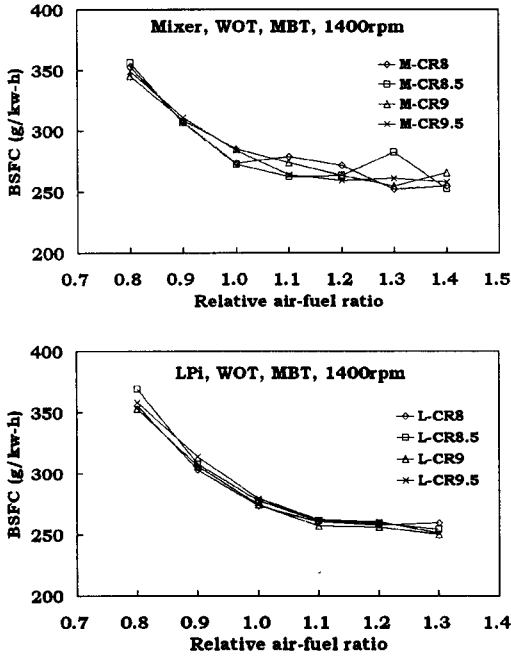 Mixer, WOT, MBT, 1400rpm
400
350
300
250
200
BSFC (g/kw-h)
M-CR8
M-CR8.5
M-CR9
M-CR9.5
0.7 0.8 0.9 1.0 1.1 1.2 1.3 1.4 1.5
Relative air-fuel ratio
LPi, WOT, MBT, 1400rpm
400
350
300
250
200
BSFC (g/kw-h)
L-CR8
L-CR8.5
L-CR9
L-CR9.5
0.7 0.8 0.9 1.0 1.1 1.2 1.3 1.4
Relative air-fuel ratio